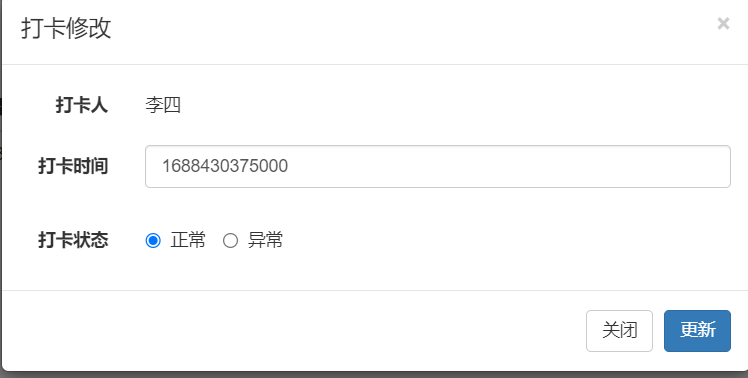 打卡修改 ×
打卡人 李四
打卡时间 1688430375000
打卡状态 正常 异常
关闭 更新